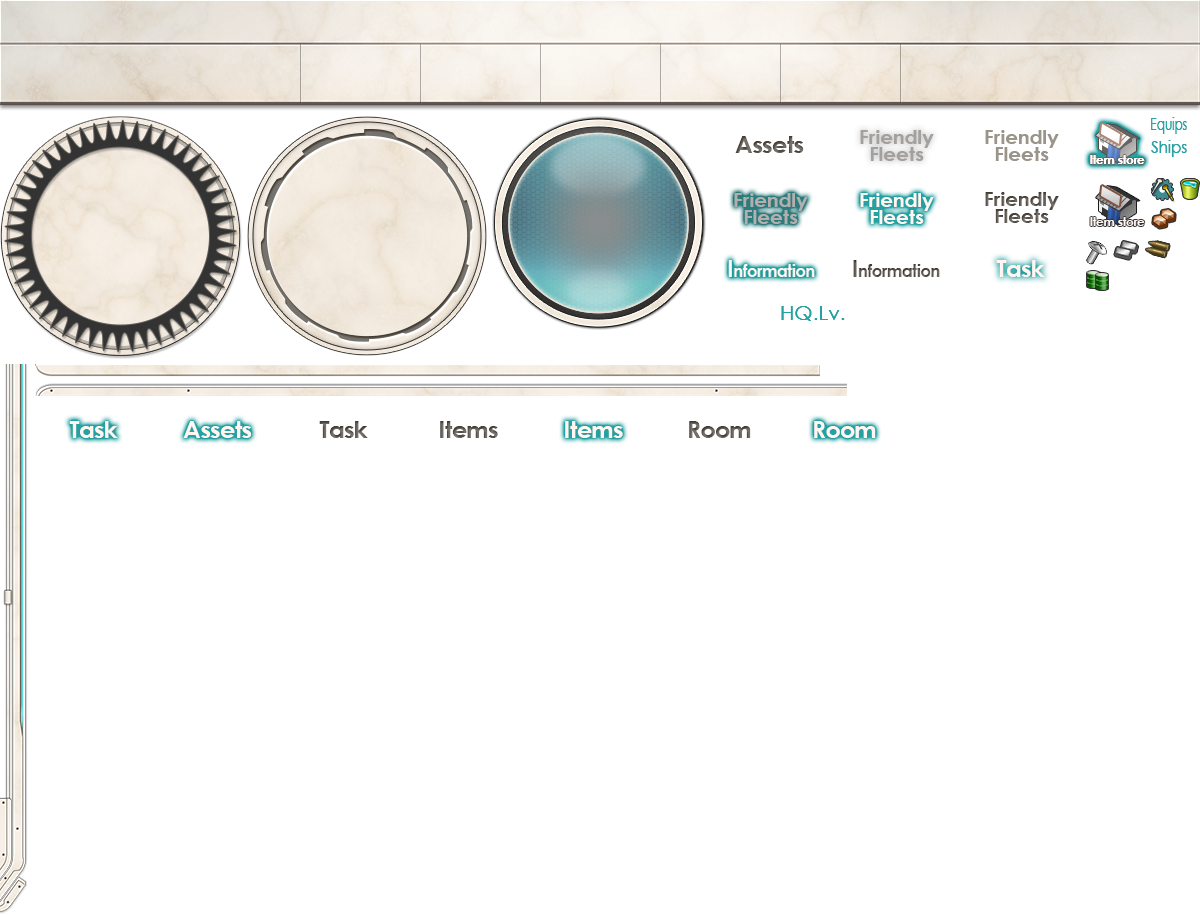 Assets
Friendly
Fleets
Friendly
Fleets
Item store
Equips
Ships
Friendly
Fleets
Friendly
Fleets
Friendly
Fleets
Item store
Information
Information
Task
HQ.Lv.
Task
Assets
Task
Items
Items
Room
Room